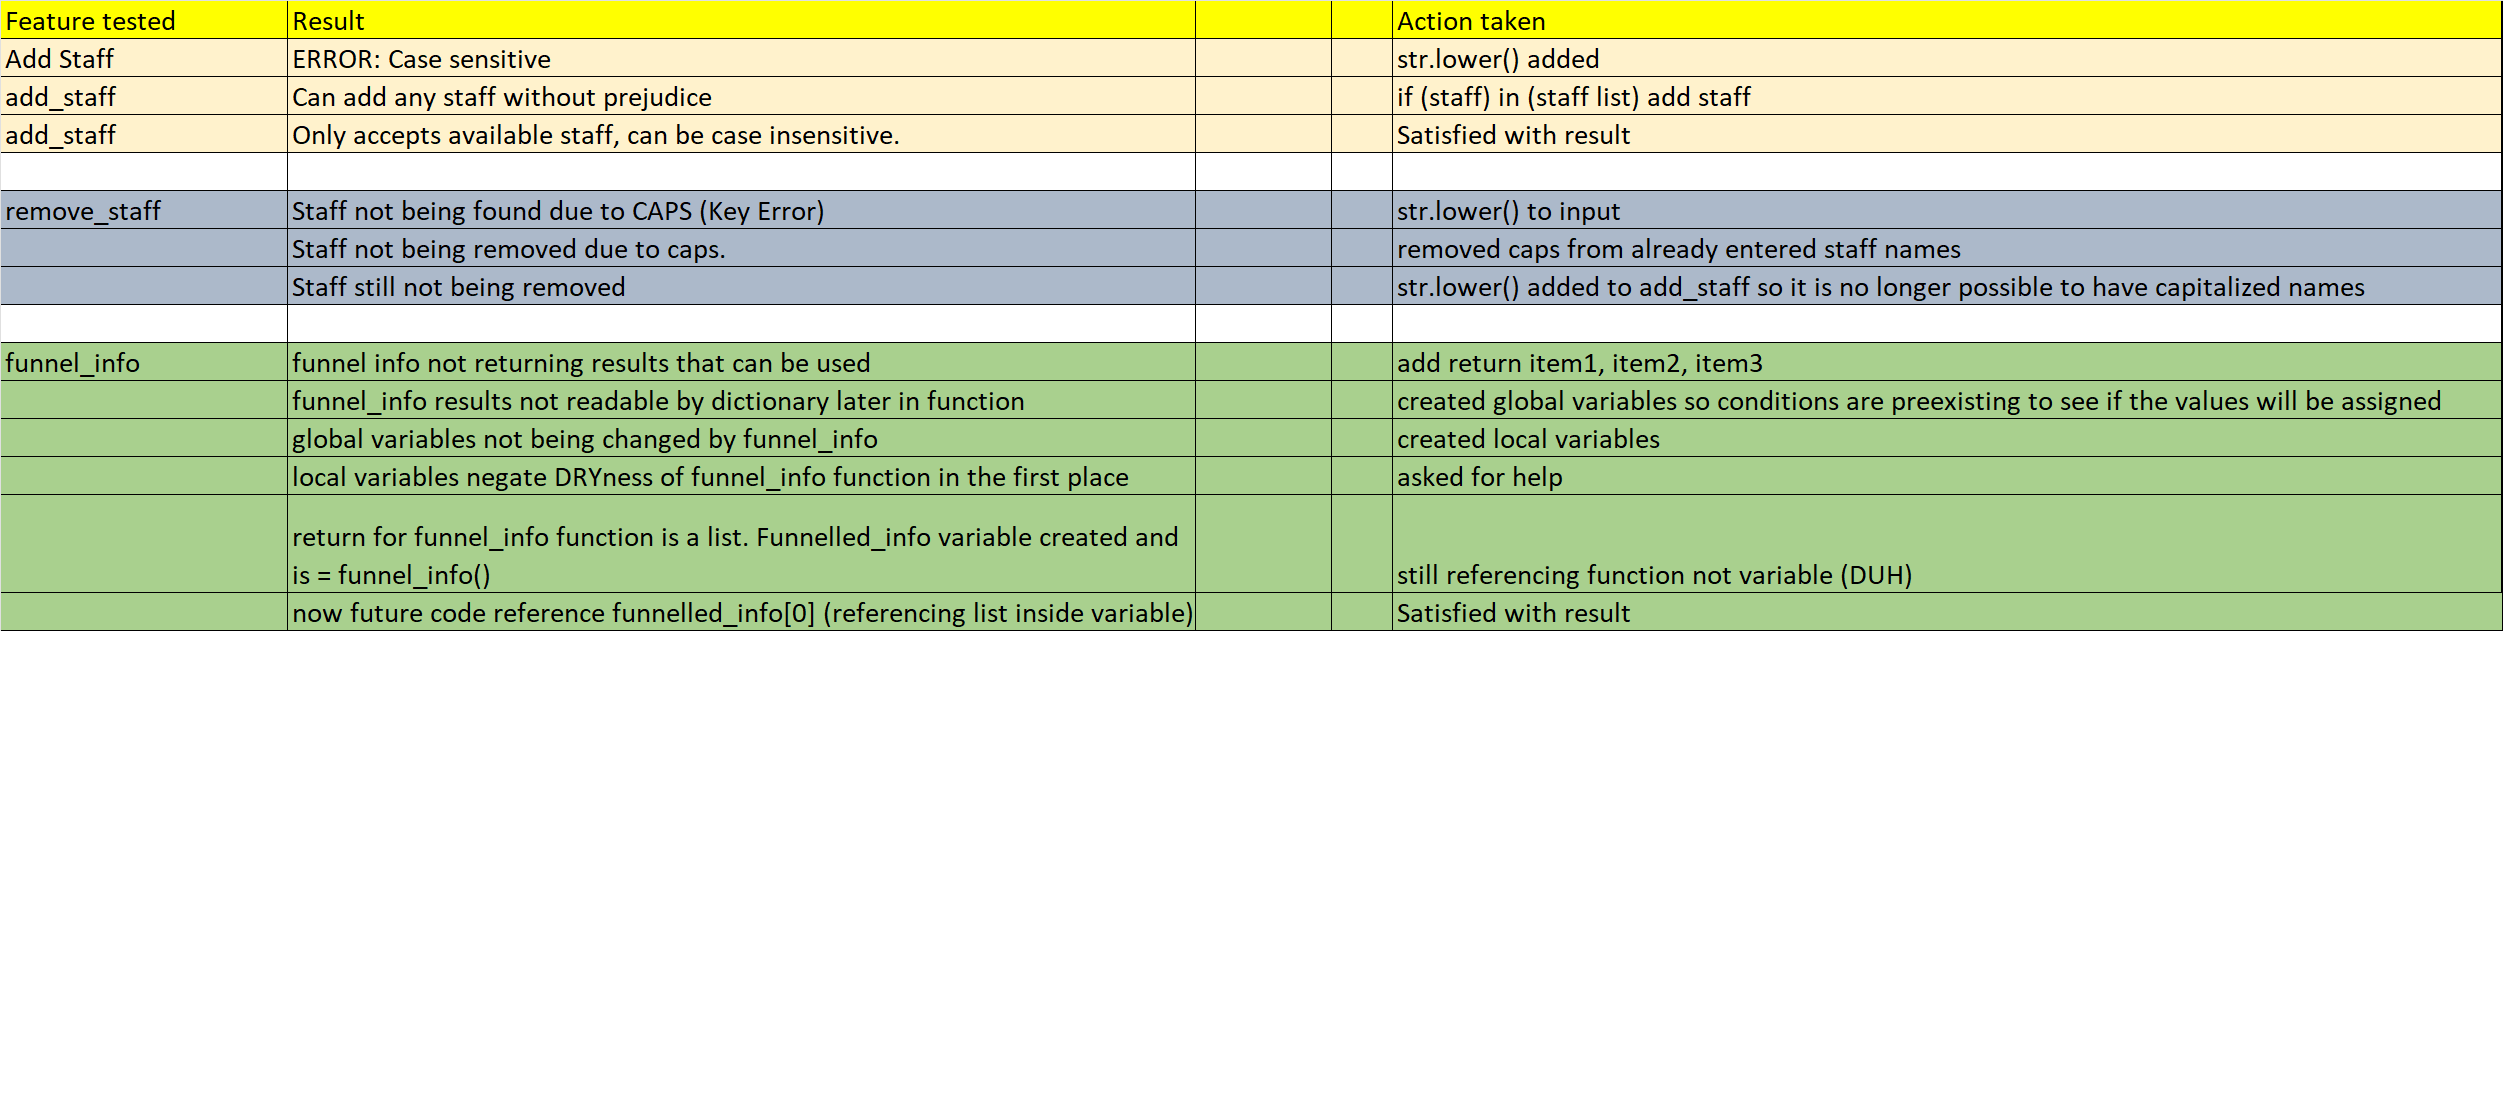 Feature tested Result Action taken
Add Staff ERROR: Case sensitive str.lower() added
add_staff Can add any staff without prejudice if (staff) in (staff list) add staff
add_staff Only accepts available staff, can be case insensitive. Satisfied with result
remove_staff Staff not being found due to CAPS (Key Error) str.lower() to input
Staff not being removed due to caps. removed caps from already entered staff names
Staff still not being removed str.lower() added to add_staff so it is no longer possible to have capitalized names
funnel_info funnel info not returning results that can be used add return item1, item2, item3
funnel_info results not readable by dictionary later in function created global variables so conditions are preexisting to see if the values will be assigned
global variables not being changed by funnel_info created local variables
local variables negate DRYness of funnel_info function in the first place asked for help
return for funnel_info function is a list. Funnelled_info variable created and
is = funnel_info() still referencing function not variable (DUH)
now future code reference funnelled_info[0] (referencing list inside variable) Satisfied with result